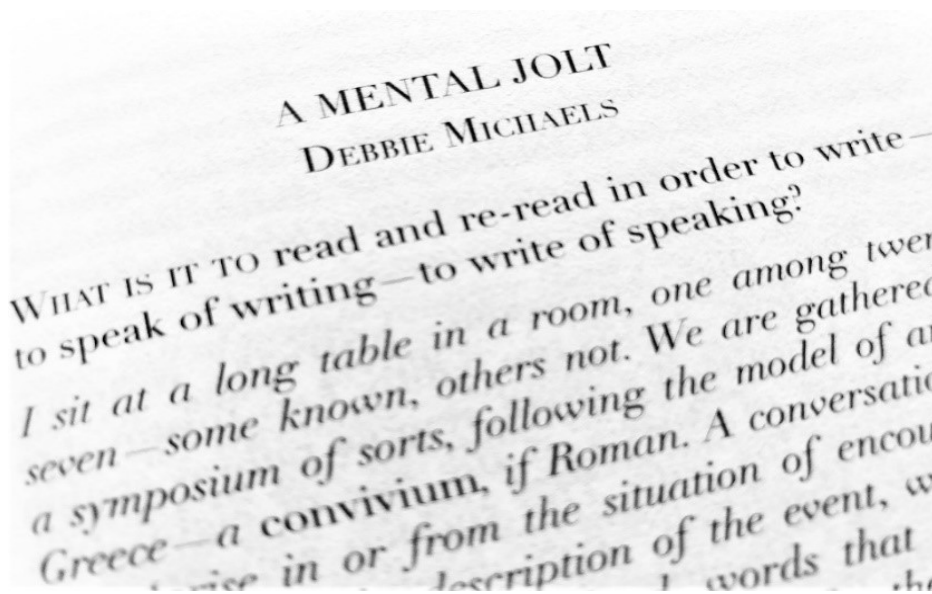 A MENTAL JOLT
DEBBIE MICHAELS
WHAT IS IT TO read and re-read in order to write—
to speak of writing—to write of speaking?
I sit at a long table in a room, one among
seven—some known, others not. We are gathered
a symposium of sorts, following the model of
Greece—a convivium, if Roman. A
in or from the situation of
description of the event,
words that